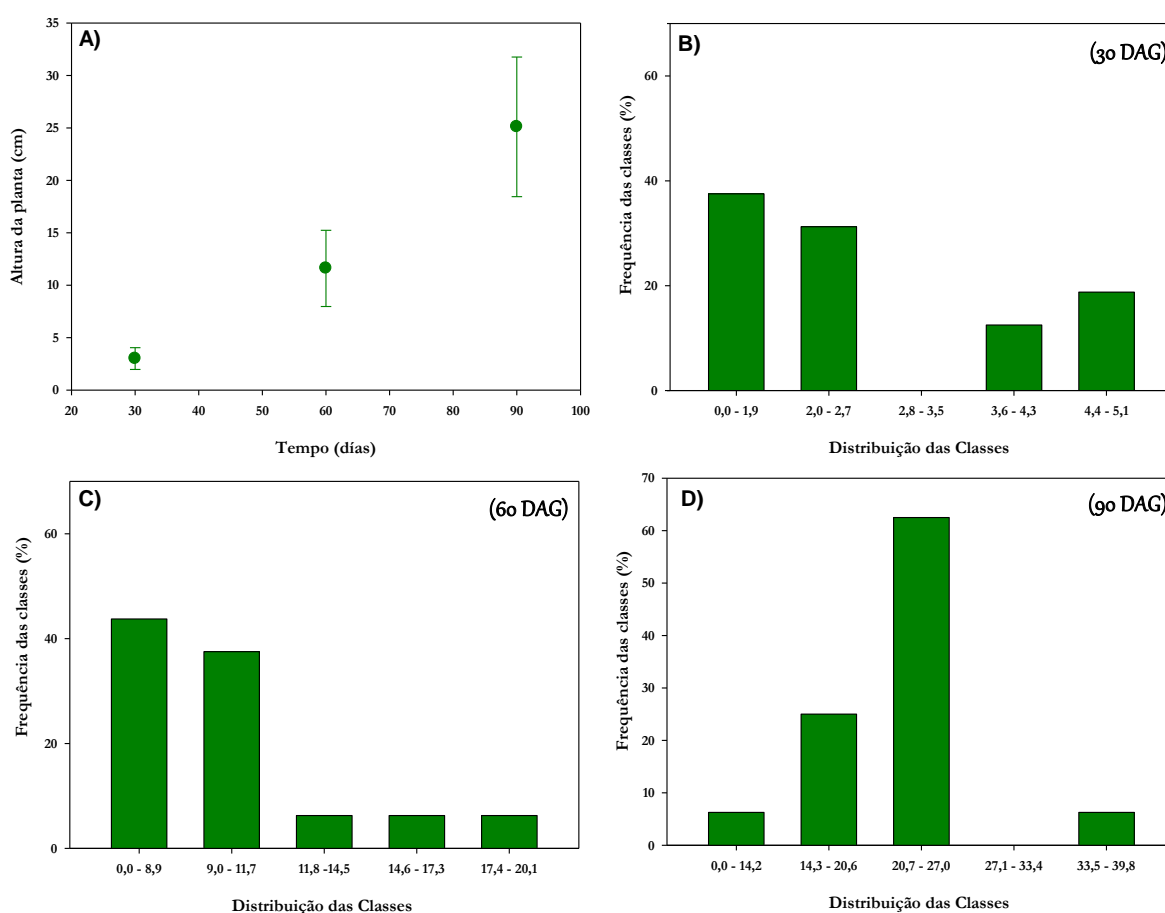 A)
Altura da planta (cm)
35
30
25
20
15
10
5
0
20 30 40 50 60 70 80 90 100
Tempo (días)
B)
(30 DAG)
Frequência das classes (%)
60
40
20
0
0,0 - 1,9 2,0 - 2,7 2,8 - 3,5 3,6 - 4,3 4,4 - 5,1
Distribuição das Classes
C)
(60 DAG)
Frequência das classes (%)
60
40
20
0
0,0 - 8,9 9,0 - 11,7 11,8 -14,5 14,6 - 17,3 17,4 - 20,1
Distribuição das Classes
D)
(90 DAG)
Frequência das classes (%)
70
60
50
40
30
20
10
0
0,0 - 14,2 14,3 - 20,6 20,7 - 27,0 27,1 - 33,4 33,5 - 39,8
Distribuição das Classes